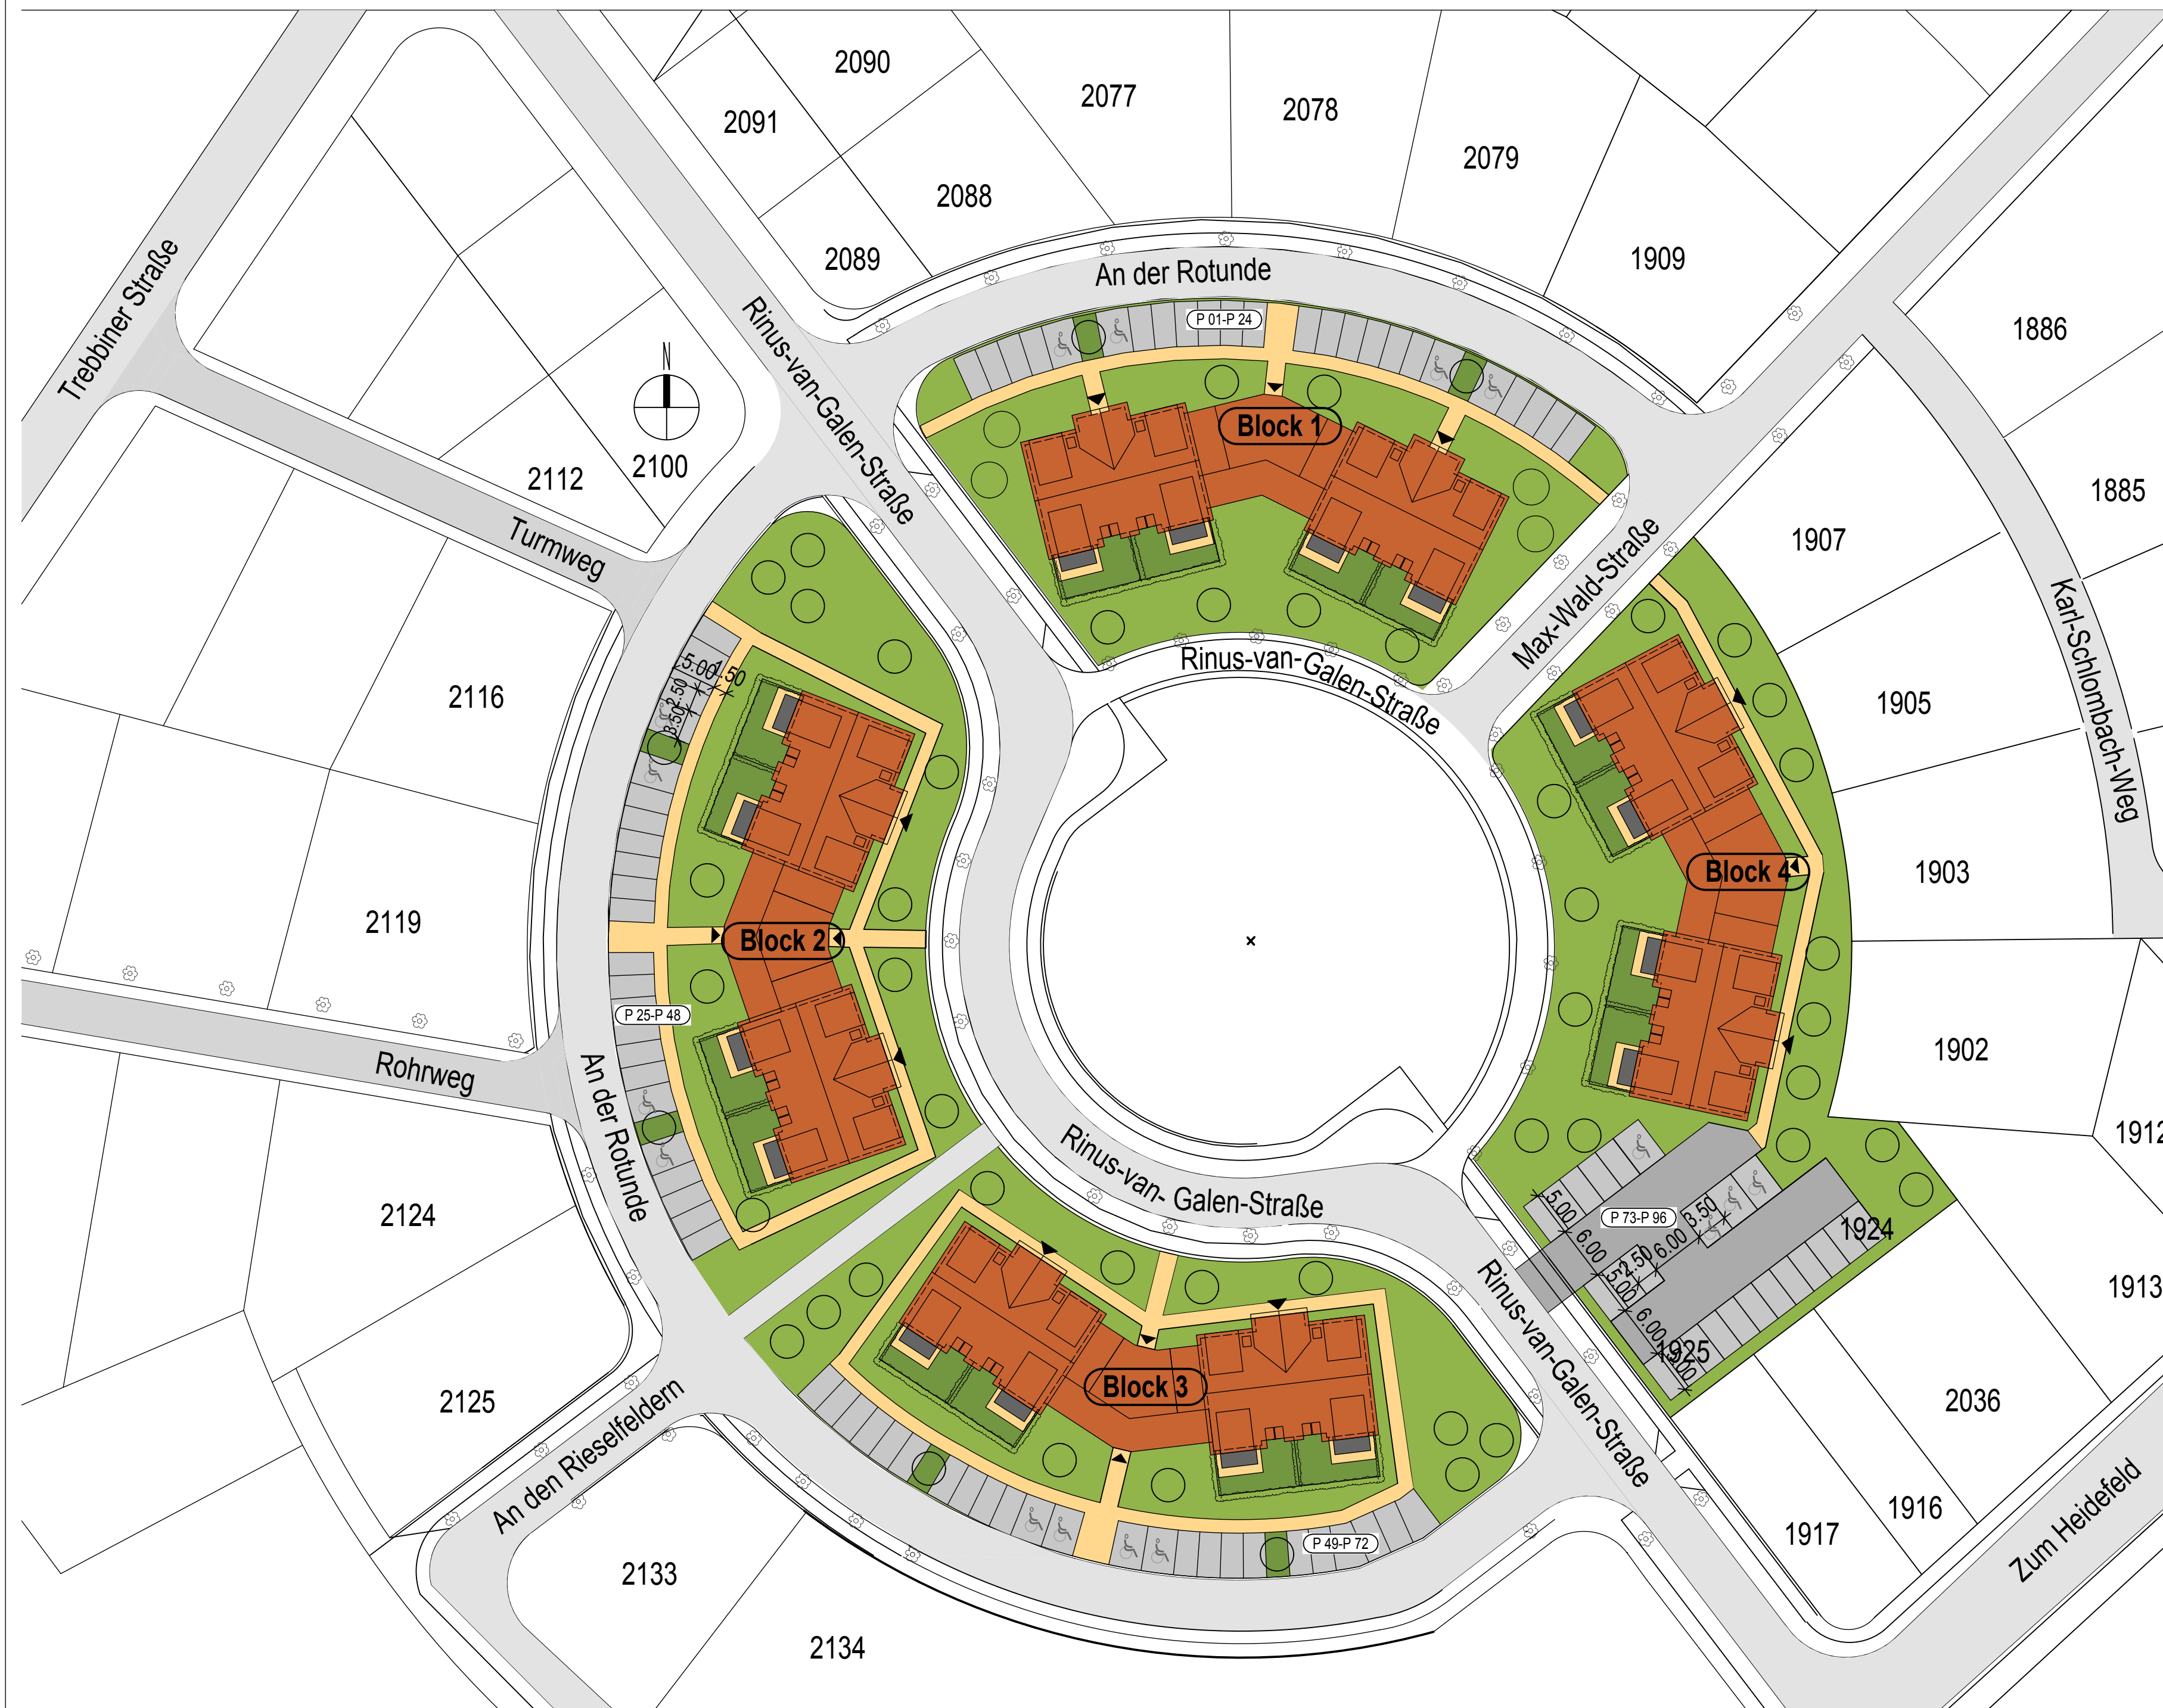 2090
2077
2078
2091
2079
2088
2089
1909
An der Rotunde
Trebbiner Straße
Rinus-van-Galen-Straße
P 01-P 24
1886
N
Block 1
2112
2100
1885
Turmweg
1907
Max-Wald-Straße
Karl-Schlombach-Weg
Rinus-van-Galen-Straße
5.00
1.50
2.50
3.50
2116
1905
Block 4
1903
2119
Block 2
P 25-P 48
1902
Rohrweg
An der Rotunde
1912
Rinus-van- Galen-Straße
2124
5.00
6.00
P 73-P 96
3.50
6.00
2.50
5.00
6.00
5.00
1924
1925
1913
Rinus-van-Galen-Straße
Block 3
2125
2036
An den Rieselfeldern
Zum Heidefeld
1916
1917
P 49-P 72
2133
2134